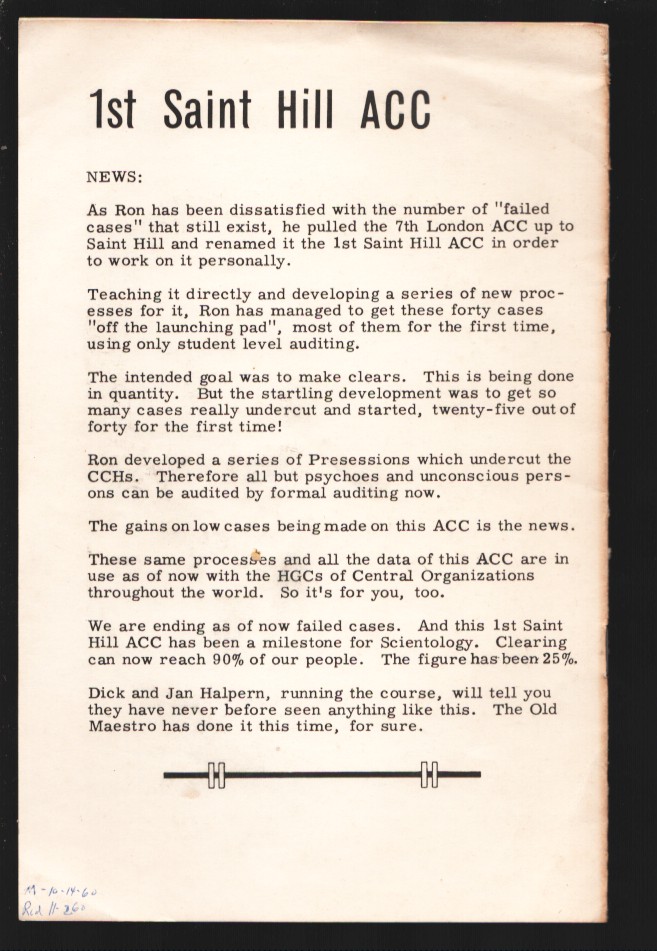 1st Saint Hill ACC
NEWS:
As Ron has been dissatisfied with the number of "failed
cases" that still exist, he pulled the 7th London ACC up to
Saint Hill and renamed it the 1st Saint Hill ACC in order
to work on it personally.
Teaching it directly and developing a series of new proc-
esses for it, Ron has managed to get these forty cases
"off the launching pad", most of them for the first time,
using only student level auditing.
The intended goal was to make clears. This is being done
in quantity. But the startling development was to get so
many cases really undercut and started, twenty-five out of
forty for the first time!
Ron developed a series of Presessions which undercut the
CCHs. Therefore all but psychoes and unconscious pers-
ons can be audited by formal auditing now.
The gains on low cases being made on this ACC is the news.
These same processes and all the data of this ACC are in
use as of now with the HGCs of Central Organizations
throughout the world. So it's for you, too.
We are ending as of now failed cases. And this 1st Saint
Hill ACC has been a milestone for Scientology. Clearing
can now reach 90% of our people. The figure has been 25%.
Dick and Jan Halpern, running the course, will tell you
they have never before seen anything like this. The Old
Maestro has done it this time, for sure.
M-10-14-60